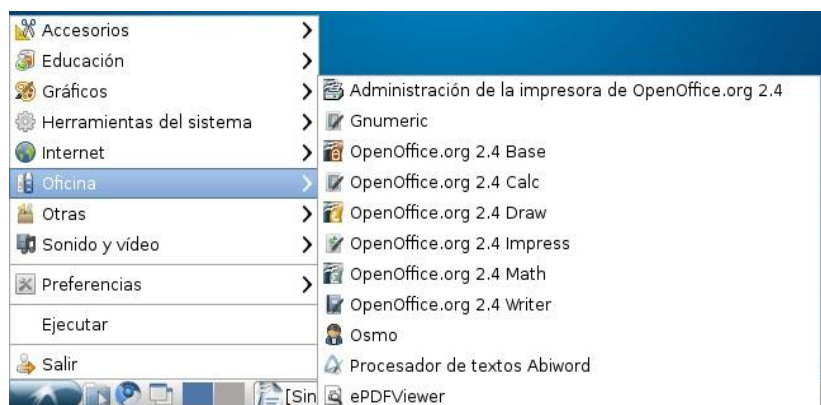 Accesorios
Educación
Gráficos
Herramientas del sistema
Internet
Oficina
Otras
Sonido y vídeo
Preferencias
Ejecutar
Salir
Administración de la impresora de OpenOffice.org 2.4
Gnumeric
OpenOffice.org 2.4 Base
OpenOffice.org 2.4 Calc
OpenOffice.org 2.4 Draw
OpenOffice.org 2.4 Impress
OpenOffice.org 2.4 Math
OpenOffice.org 2.4 Writer
Osmo
Procesador de textos Abiword
ePDFViewer
[Sin